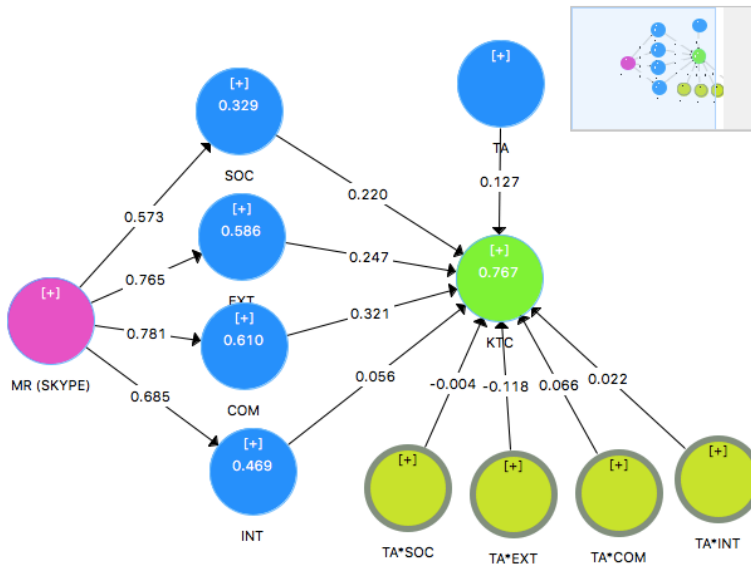 [+]
0.329
SOC
[+]
TA
0.573
0.220
0.127
[+]
0.586
EXT
0.765
0.247
[+]
0.767
KTC
[+]
MR (SKYPE)
0.781
[+]
0.610
COM
0.321
0.685
0.056
[+]
0.469
INT
-0.004
-0.118
0.066
0.022
[+]
TA*SOC
[+]
TA*EXT
[+]
TA*COM
[+]
TA*INT